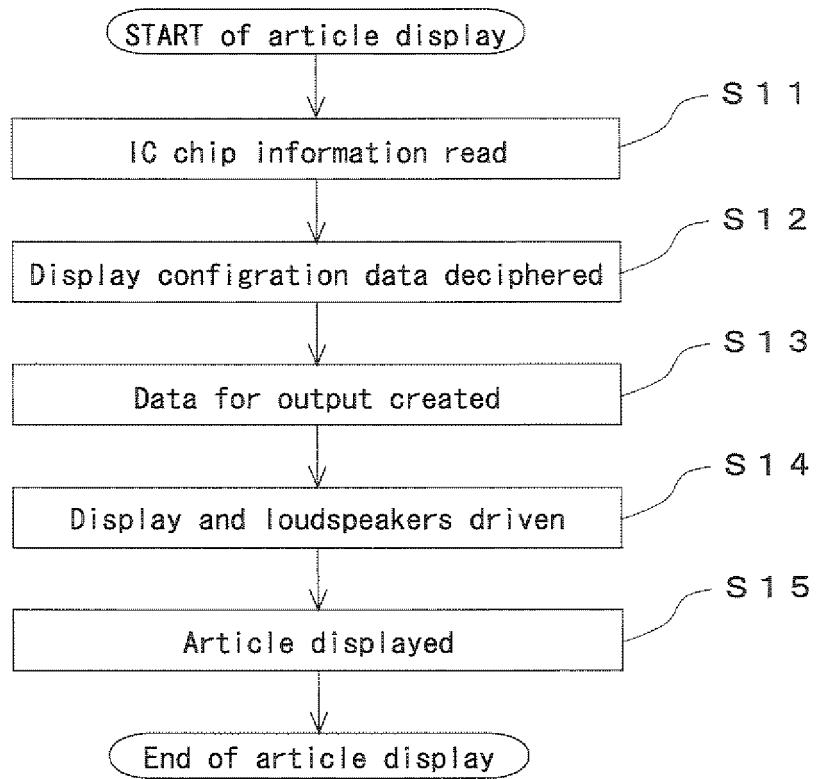 START of article display
S11
IC chip information read
S12
Display configration data deciphered
S13
Data for output created
S14
Display and loudspeakers driven
S15
Article displayed
End of article display